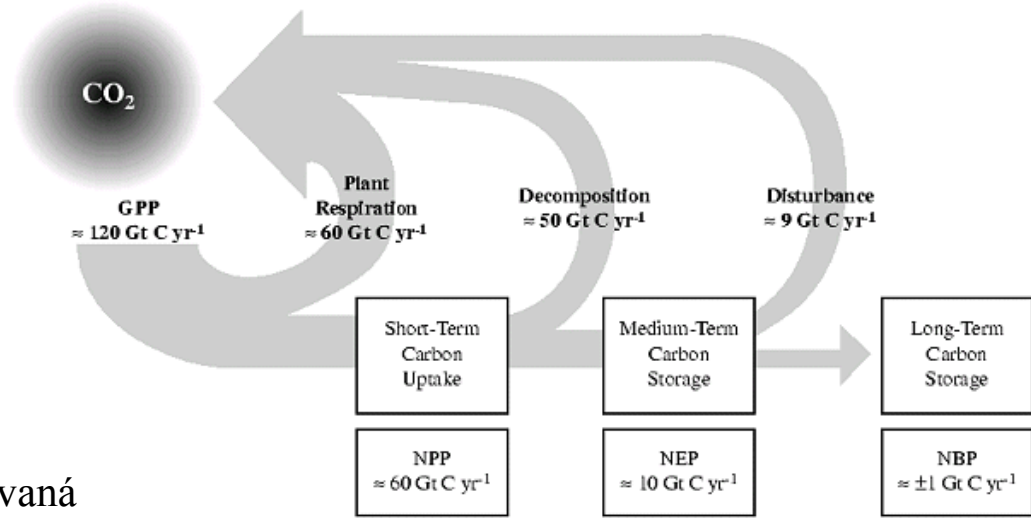 CO₂
GPP
≈ 120 Gt C yr⁻¹
Plant
Respiration
≈ 60 Gt C yr⁻¹
Decomposition
≈ 50 Gt C yr⁻¹
Disturbance
≈ 9 Gt C yr⁻¹
Short-Term
Carbon
Uptake
Medium-Term
Carbon
Storage
Long-Term
Carbon
Storage
NPP
≈ 60 Gt C yr⁻¹
NEP
≈ 10 Gt C yr⁻¹
NBP
≈ ±1 Gt C yr⁻¹
vaná